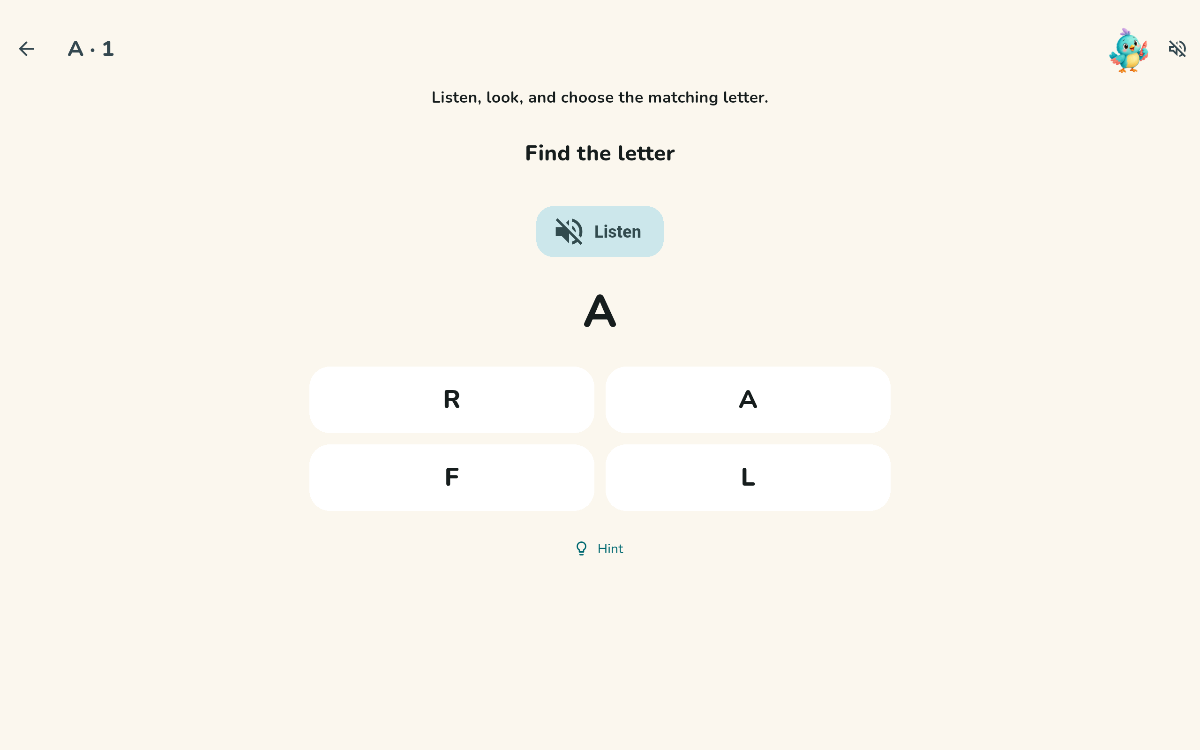 A · 1
Listen, look, and choose the matching letter.
Find the letter
Listen
A
R
A
F
L
Hint